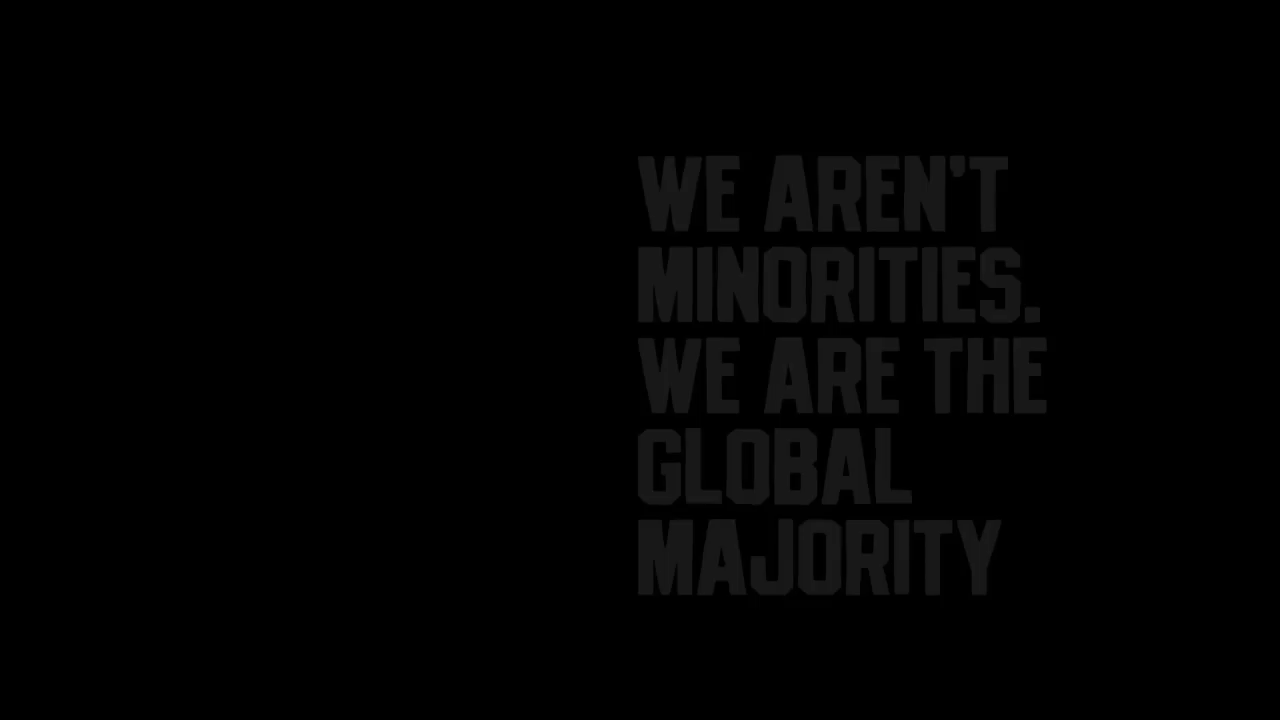 WE AREN'T
MINORITIES.
WE ARE THE
GLOBAL
MAJORITY